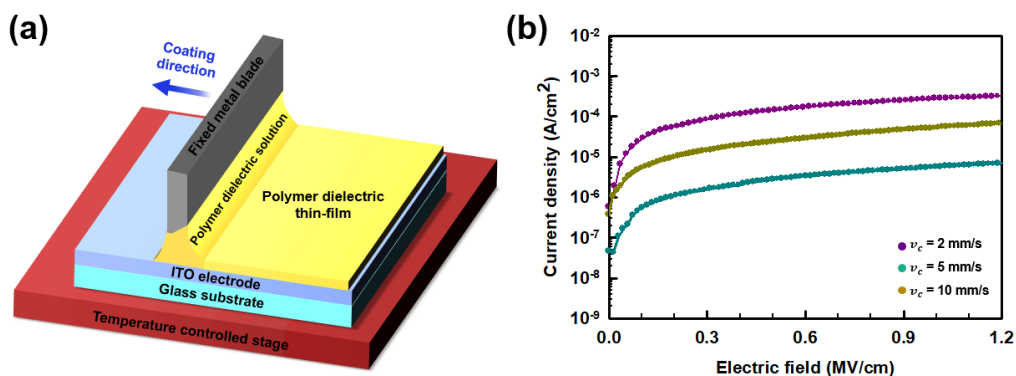 (a)
Coating
direction
Fixed metal blade
Polymer dielectric solution
Polymer dielectric
thin-film
ITO electrode
Glass substrate
Temperature controlled stage
(b)
Current density (A/cm²)
10⁻²
10⁻³
10⁻⁴
10⁻⁵
10⁻⁶
10⁻⁷
10⁻⁸
10⁻⁹
v_c = 2 mm/s
v_c = 5 mm/s
v_c = 10 mm/s
0.0 0.3 0.6 0.9 1.2
Electric field (MV/cm)